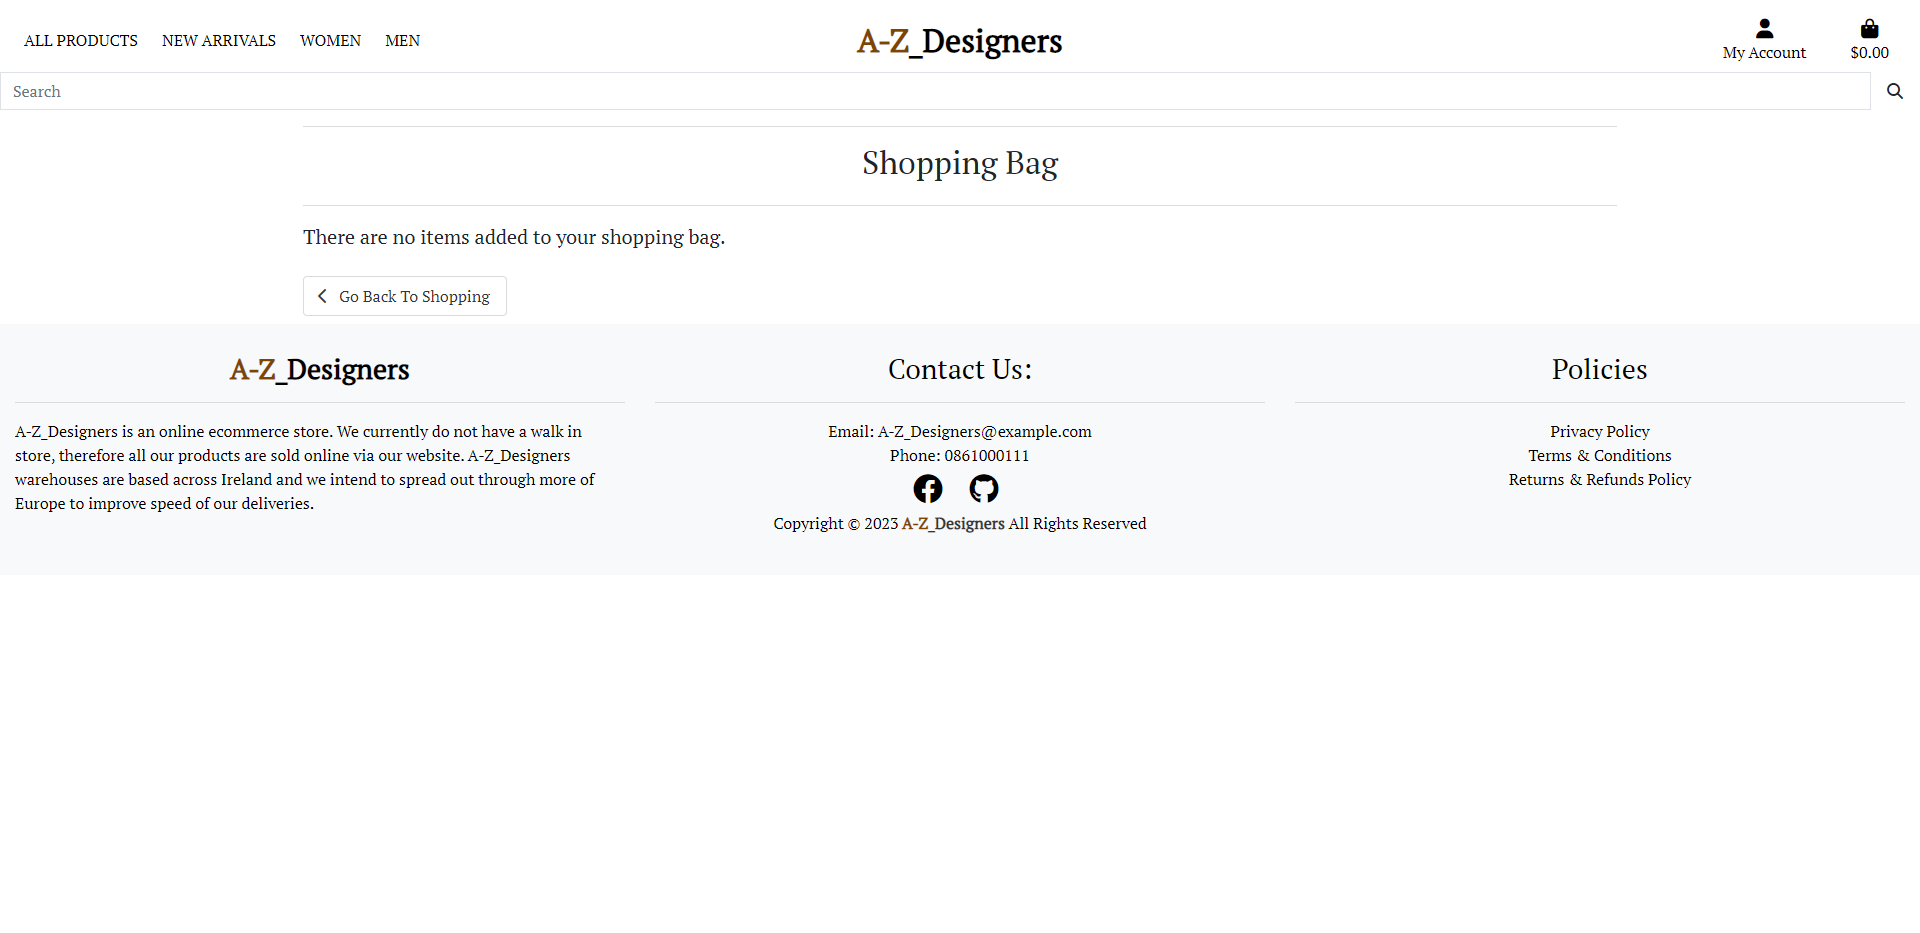 ALL PRODUCTS NEW ARRIVALS WOMEN MEN
A-Z_Designers
My Account
$0.00
Search
Shopping Bag
There are no items added to your shopping bag.
Go Back To Shopping
A-Z_Designers
A-Z_Designers is an online ecommerce store. We currently do not have a walk in
store, therefore all our products are sold online via our website. A-Z_Designers
warehouses are based across Ireland and we intend to spread out through more of
Europe to improve speed of our deliveries.
Contact Us:
Email: A-Z_Designers@example.com
Phone: 0861000111
Copyright © 2023 A-Z_Designers All Rights Reserved
Policies
Privacy Policy
Terms & Conditions
Returns & Refunds Policy